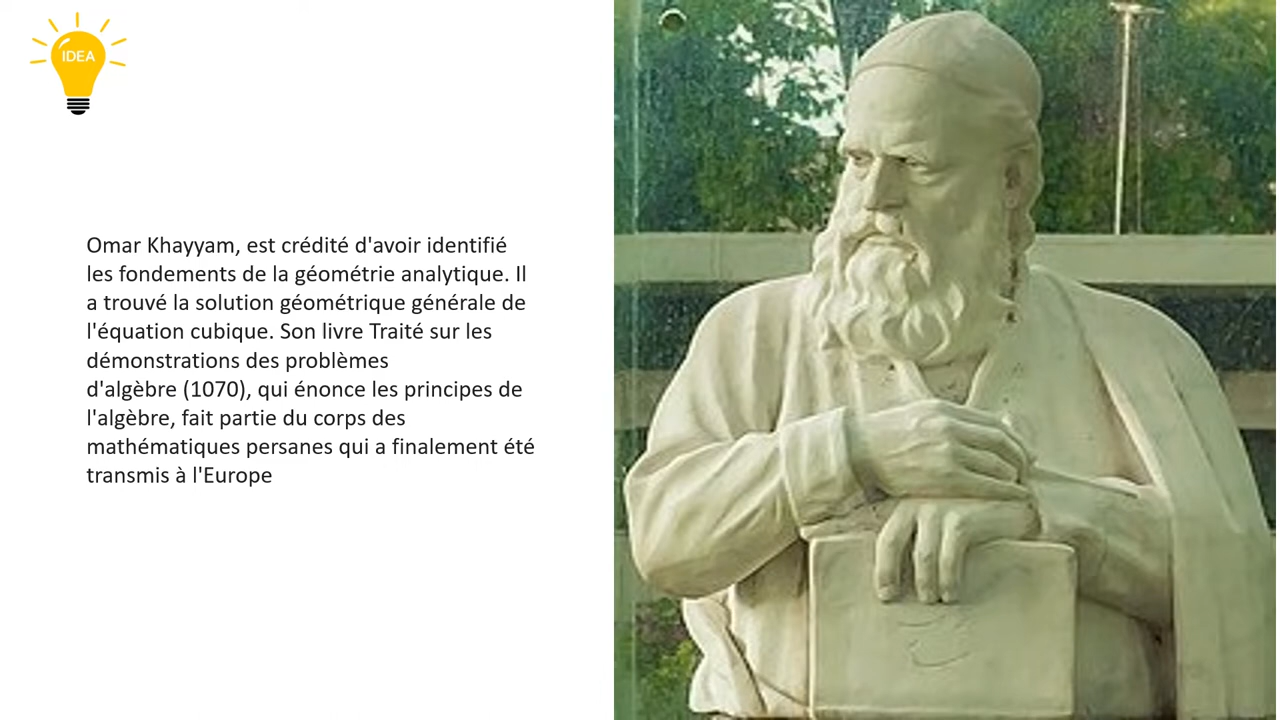 IDEA
Omar Khayyam, est crédité d'avoir identifié
les fondements de la géométrie analytique. Il
a trouvé la solution géométrique générale de
l'équation cubique. Son livre Traité sur les
démonstrations des problèmes
d'algèbre (1070), qui énonce les principes de
l'algèbre, fait partie du corps des
mathématiques persanes qui a finalement été
transmis à l'Europe